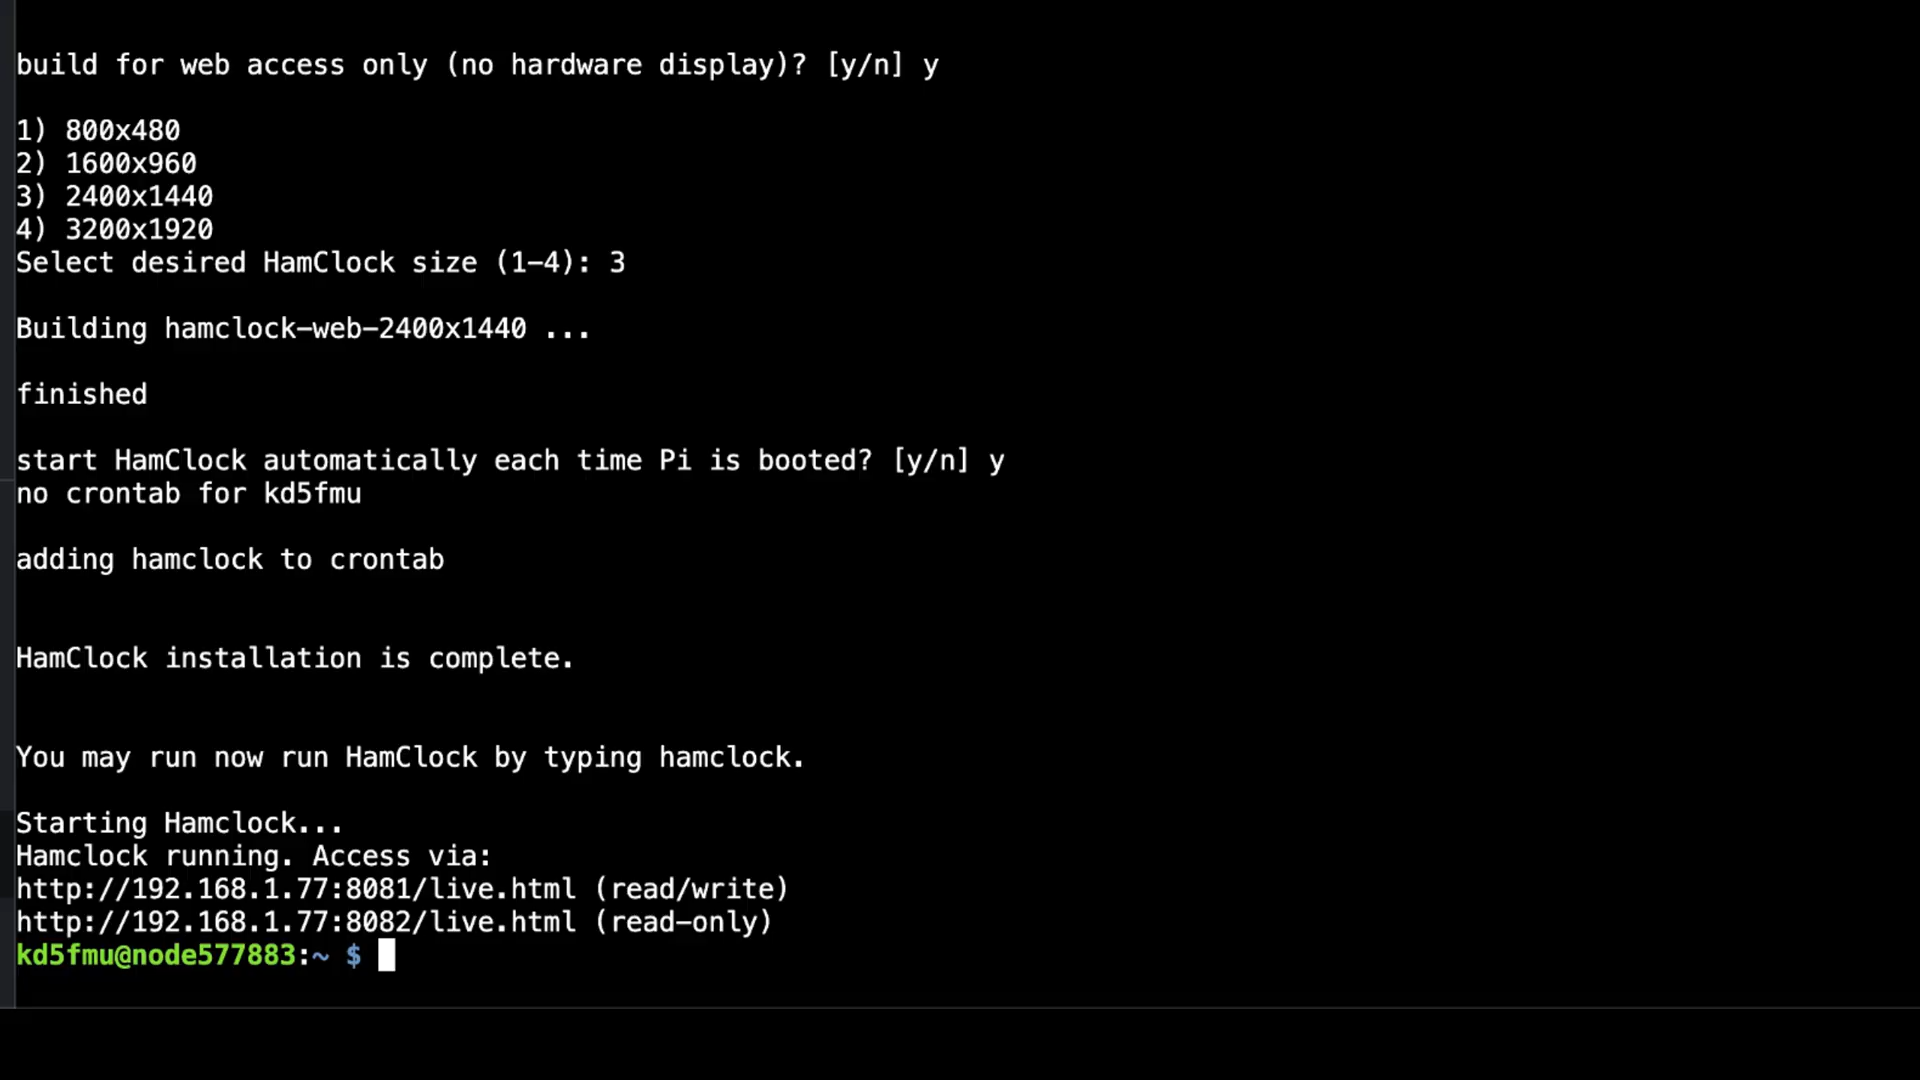 build for web access only (no hardware display)? [y/n] y
1) 800x480
2) 1600x960
3) 2400x1440
4) 3200x1920
Select desired HamClock size (1-4): 3
Building hamclock-web-2400x1440 ...
finished
start HamClock automatically each time Pi is booted? [y/n] y
no crontab for kd5fmu
adding hamclock to crontab
HamClock installation is complete.
You may run now run HamClock by typing hamclock.
Starting Hamclock...
Hamclock running. Access via:
http://192.168.1.77:8081/live.html (read/write)
http://192.168.1.77:8082/live.html (read-only)
kd5fmu@node577883:~ $